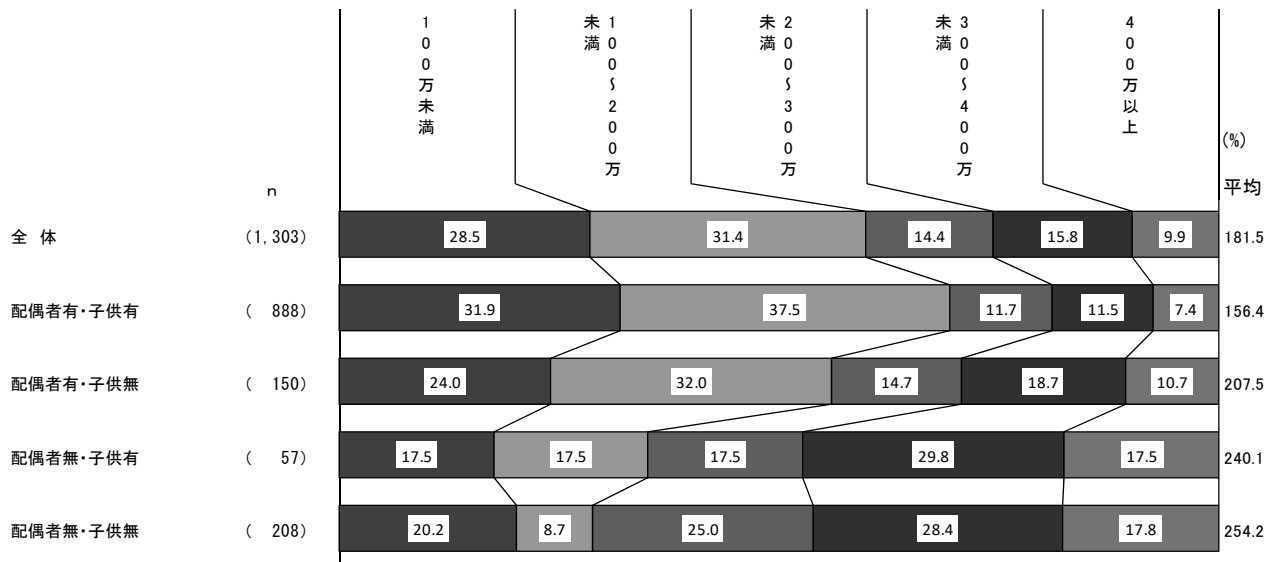 100万未満
100～200万
未満
200～300万
未満
300～400万
未満
400万以上
(%)
n
平均
全 体 (1,303) 28.5 31.4 14.4 15.8 9.9 181.5
配偶者有・子供有 ( 888) 31.9 37.5 11.7 11.5 7.4 156.4
配偶者有・子供無 ( 150) 24.0 32.0 14.7 18.7 10.7 207.5
配偶者無・子供有 ( 57) 17.5 17.5 17.5 29.8 17.5 240.1
配偶者無・子供無 ( 208) 20.2 8.7 25.0 28.4 17.8 254.2